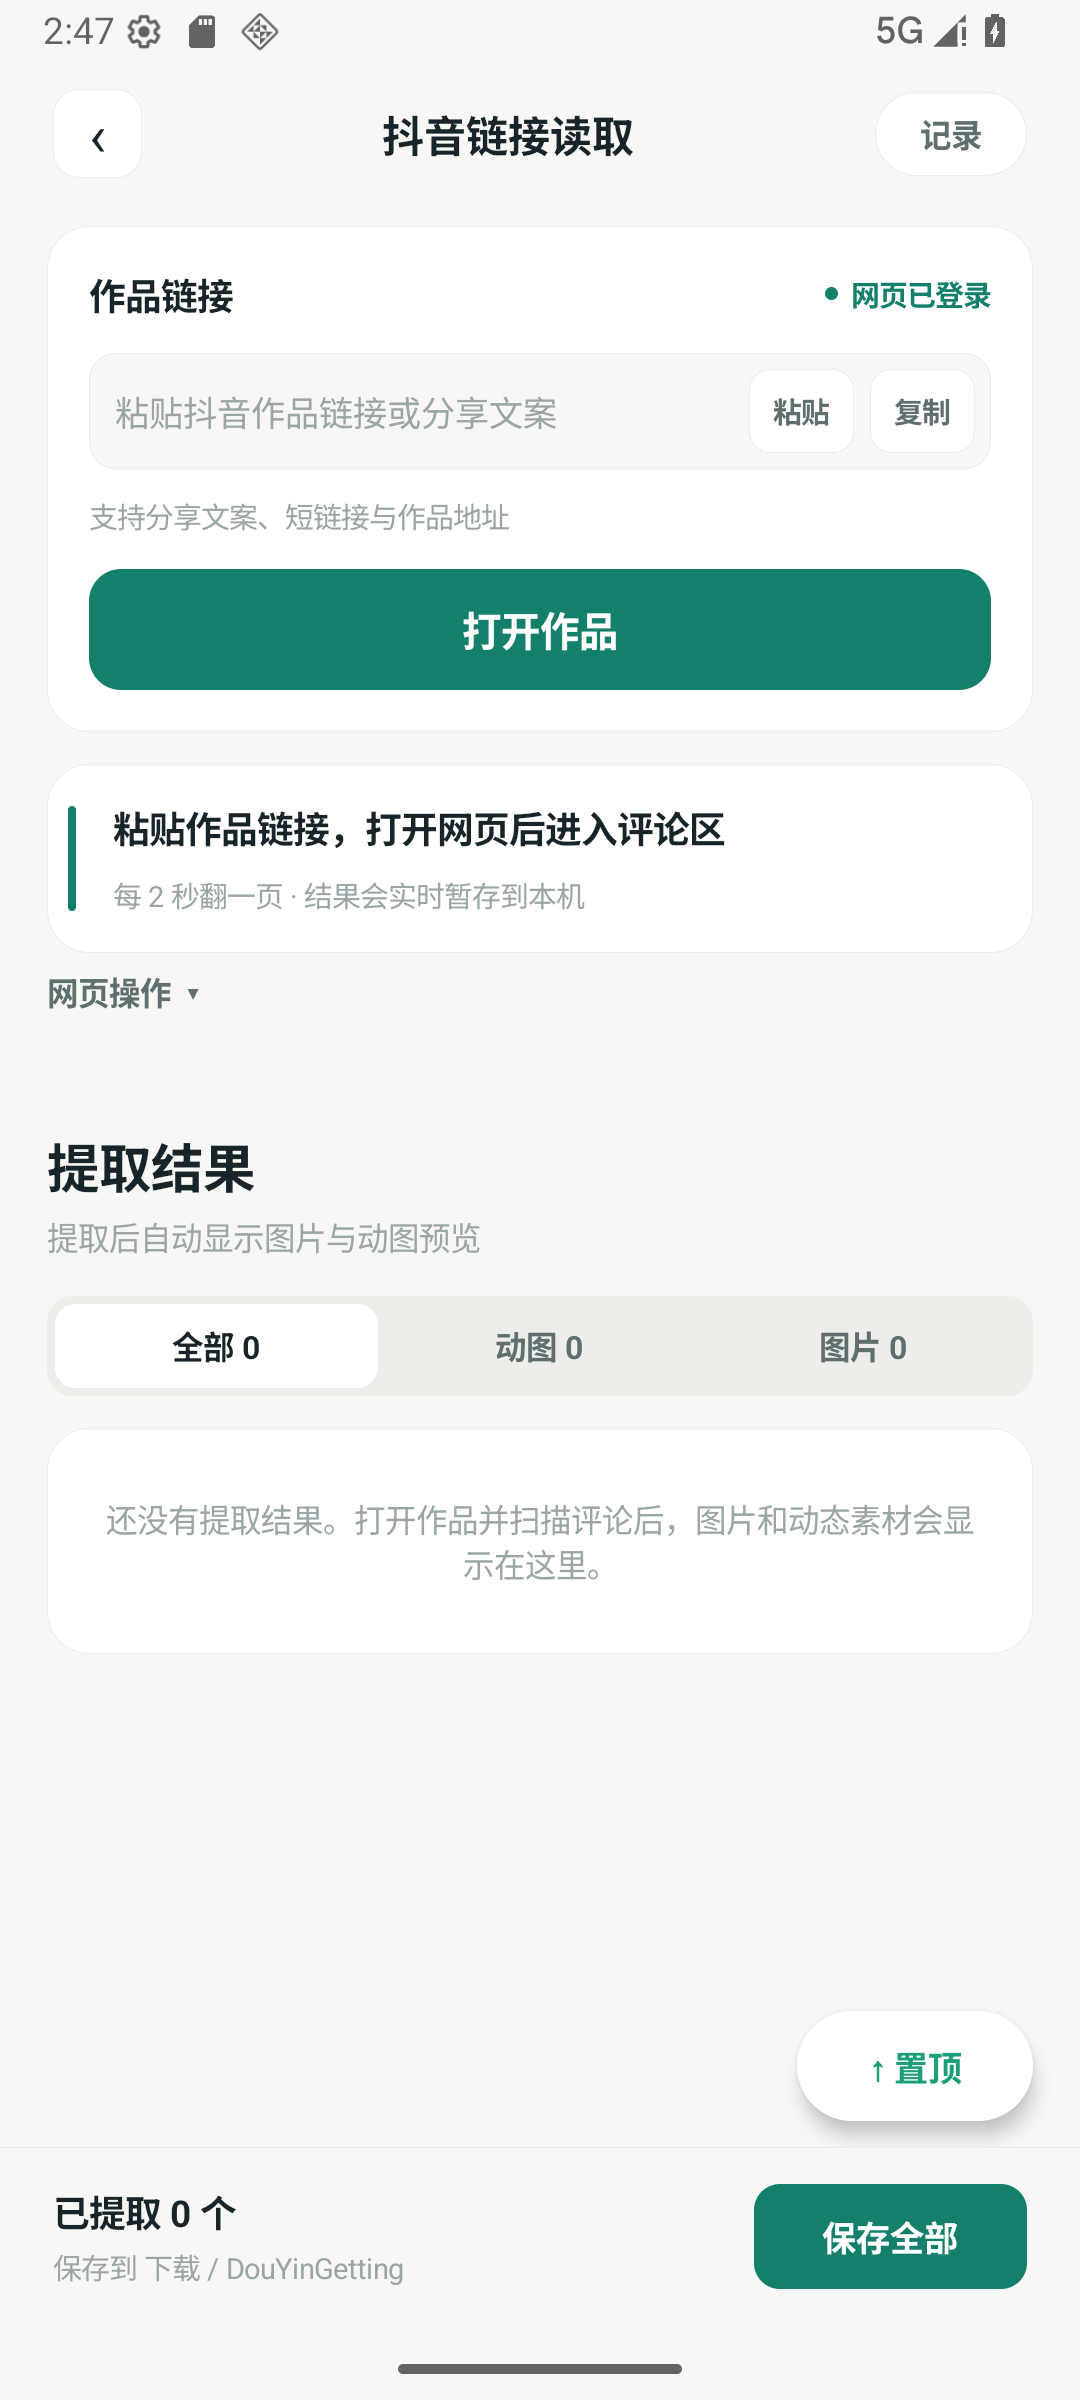 2:47
5G
‹
抖音链接读取
记录
作品链接
网页已登录
粘贴抖音作品链接或分享文案
粘贴
复制
支持分享文案、短链接与作品地址
打开作品
粘贴作品链接，打开网页后进入评论区
每 2 秒翻一页 · 结果会实时暂存到本机
网页操作 ▾
提取结果
提取后自动显示图片与动图预览
全部 0
动图 0
图片 0
还没有提取结果。打开作品并扫描评论后，图片和动态素材会显
示在这里。
↑ 置顶
已提取 0 个
保存到 下载 / DouYinGetting
保存全部